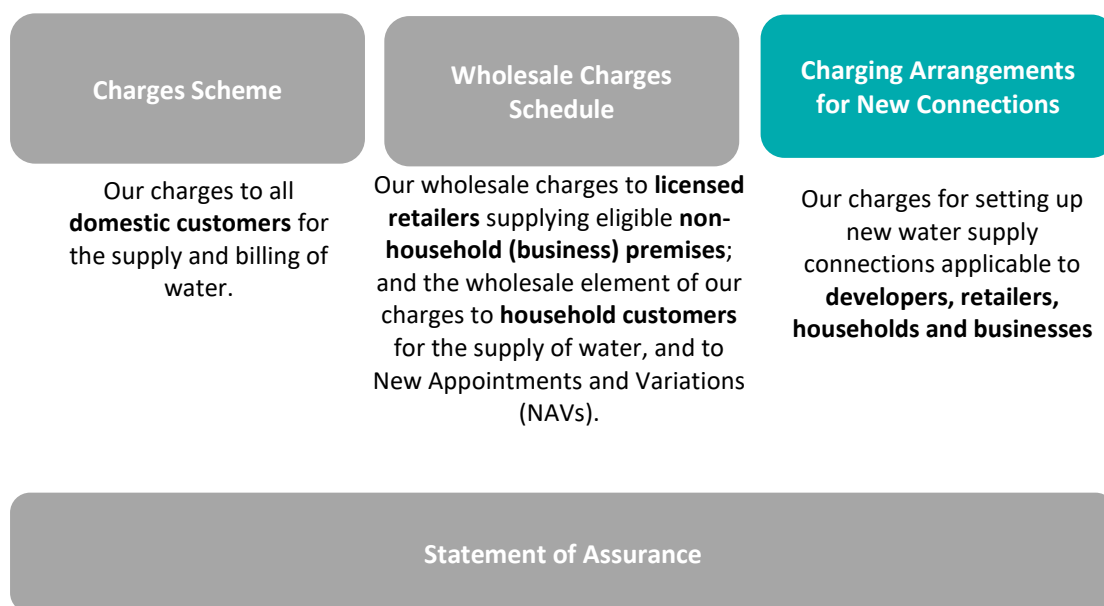 Charges Scheme
Our charges to all
domestic customers for
the supply and billing of
water.
Wholesale Charges
Schedule
Our wholesale charges to licensed
retailers supplying eligible non-
household (business) premises;
and the wholesale element of our
charges to household customers
for the supply of water, and to
New Appointments and Variations
(NAVs).
Charging Arrangements
for New Connections
Our charges for setting up
new water supply
connections applicable to
developers, retailers,
households and businesses
Statement of Assurance